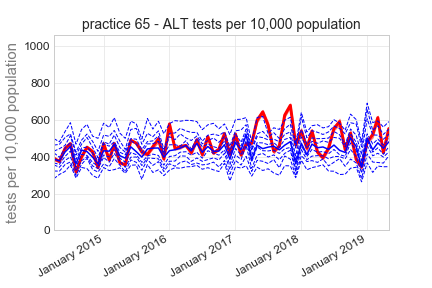 practice 65 - ALT tests per 10,000 population
tests per 10,000 population
1000
800
600
400
200
0
January 2015
January 2016
January 2017
January 2018
January 2019